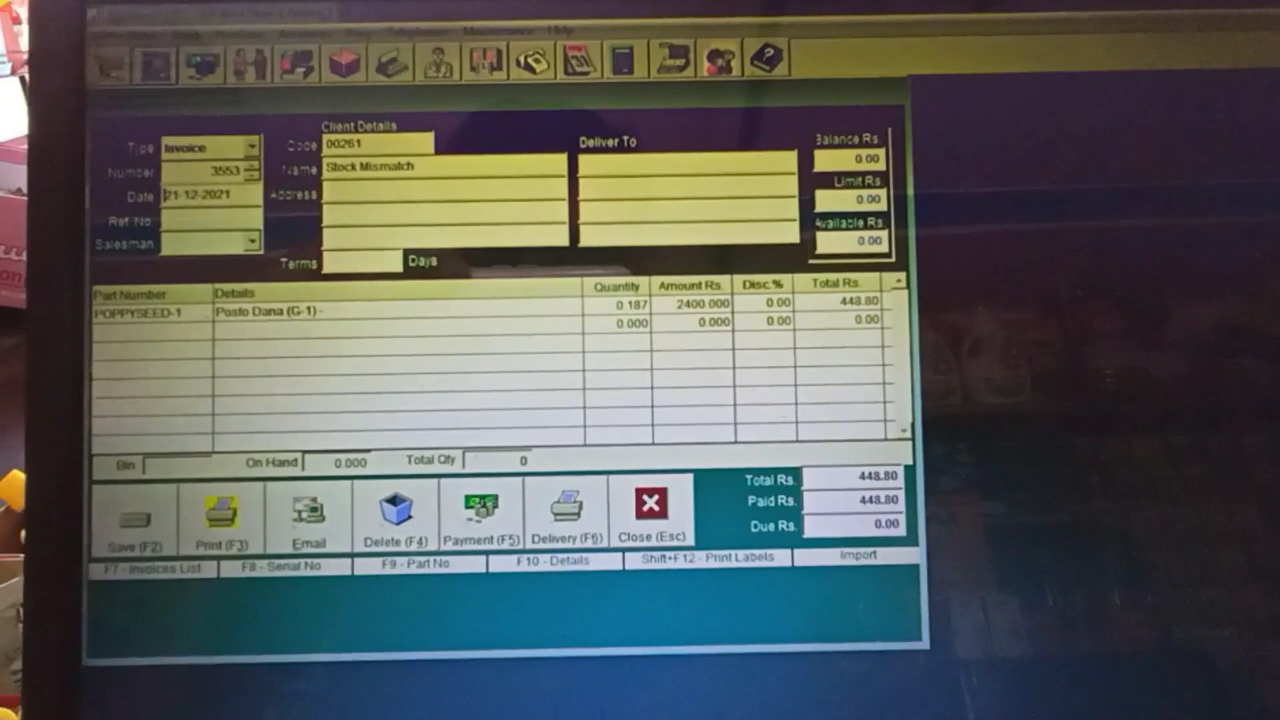 Maintenance Help
Client Details
Type Invoice Code 00261 Deliver To Balance Rs.
Number 3553 Name Stock Mismatch 0.00
Date 21-12-2021 Address Limit Rs.
0.00
Ref No Available Rs.
Salesman 0.00
Terms Days
Part Number Details Quantity Amount Rs. Disc.% Total Rs.
POPPYSEED-1 Posto Dana (G-1) - 0.187 2400.000 0.00 448.80
0.000 0.000 0.00 0.00
Bin On Hand 0.000 Total Qty 0
Total Rs. 448.80
Paid Rs. 448.80
Due Rs. 0.00
Save (F2) Print (F3) Email Delete (F4) Payment (F5) Delivery (F6) Close (Esc)
F7 - Invoices List F8 - Serial No F9 - Part No F10 - Details Shift+F12 - Print Labels Import